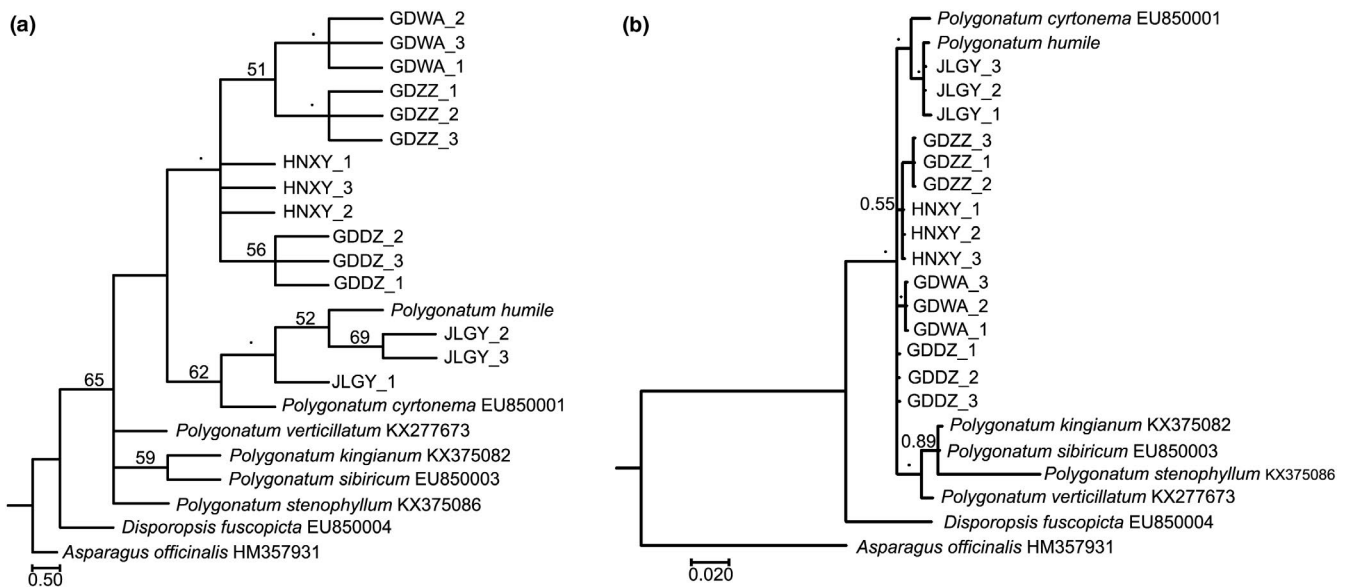 (a)
GDWA_2
GDWA_3
GDWA_1
51
GDZZ_1
GDZZ_2
GDZZ_3
HNXY_1
HNXY_3
HNXY_2
GDDZ_2
56
GDDZ_3
GDDZ_1
Polygonatum humile
52
JLGY_2
69
JLGY_3
62
JLGY_1
65
Polygonatum cyrtonema EU850001
Polygonatum verticillatum KX277673
Polygonatum kingianum KX375082
59
Polygonatum sibiricum EU850003
Polygonatum stenophyllum KX375086
Disporopsis fuscopicta EU850004
Asparagus officinalis HM357931
0.50
(b)
Polygonatum cyrtonema EU850001
Polygonatum humile
JLGY_3
JLGY_2
JLGY_1
GDZZ_3
GDZZ_1
GDZZ_2
0.55
HNXY_1
HNXY_2
HNXY_3
GDWA_3
GDWA_2
GDWA_1
GDDZ_1
GDDZ_2
GDDZ_3
Polygonatum kingianum KX375082
0.89
Polygonatum sibiricum EU850003
Polygonatum stenophyllum KX375086
Polygonatum verticillatum KX277673
Disporopsis fuscopicta EU850004
Asparagus officinalis HM357931
0.020